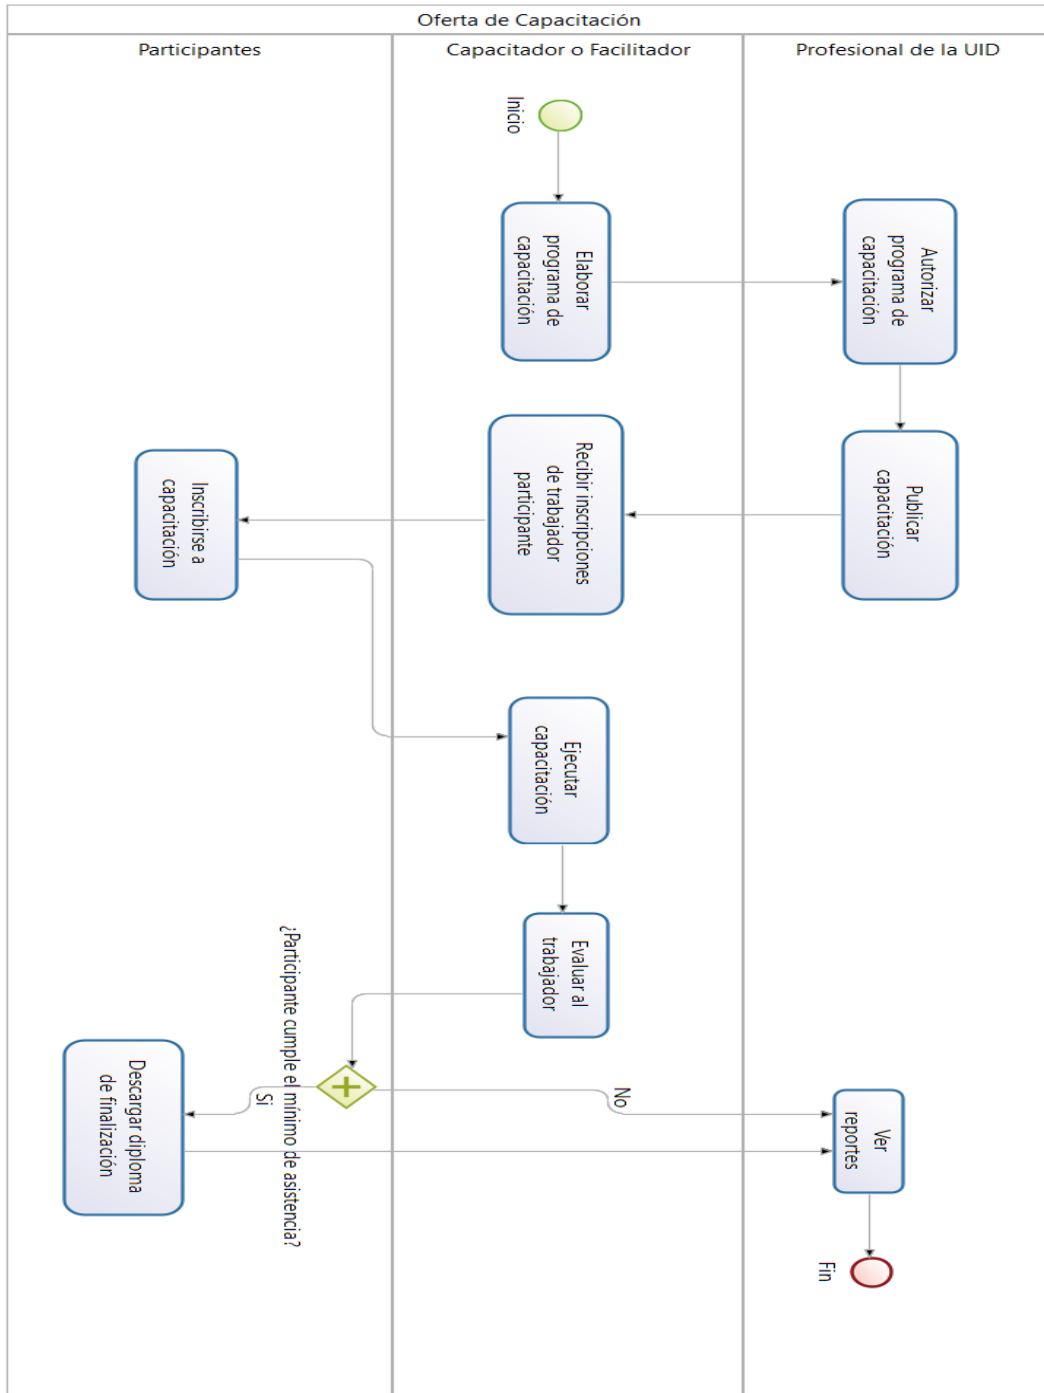 Oferta de Capacitación
Participantes
Capacitador o Facilitador
Profesional de la UID
Inicio
Elaborar
programa de
capacitación
Autorizar
programa de
capacitación
Publicar
capacitación
Recibir inscripciones
de trabajador
participante
Inscribirse a
capacitación
Ejecutar
capacitación
Evaluar al
trabajador
¿Participante cumple el mínimo de asistencia?
Si
No
Descargar diploma
de finalización
Ver
reportes
Fin